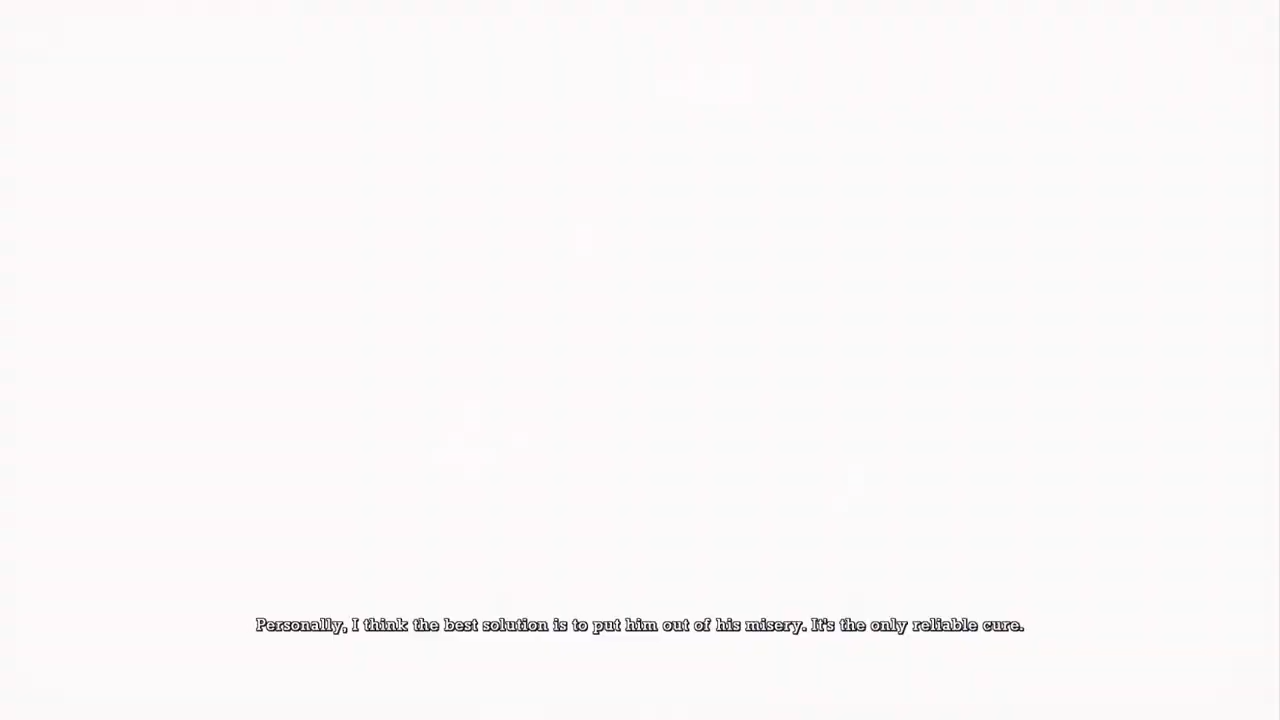 Personally, I think the best solution is to put him out of his misery. It's the only reliable cure.